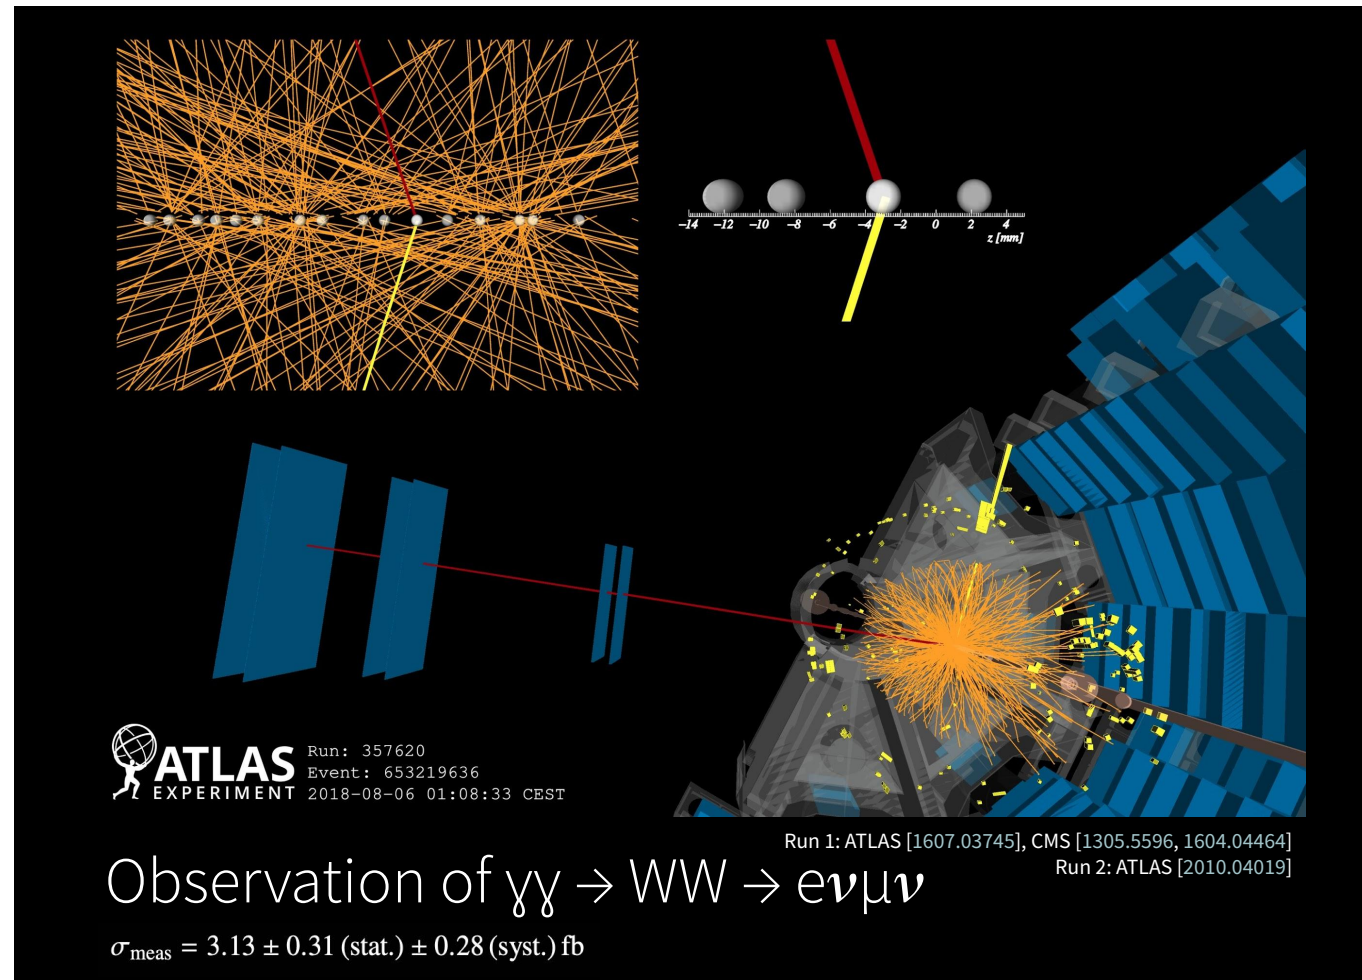 −14 −12 −10 −8 −6 −4 −2 0 2 4
z [mm]
ATLAS
EXPERIMENT
Run: 357620
Event: 653219636
2018-08-06 01:08:33 CEST
Run 1: ATLAS [1607.03745], CMS [1305.5596, 1604.04464]
Run 2: ATLAS [2010.04019]
Observation of γγ → WW → eνμν
σmeas = 3.13 ± 0.31 (stat.) ± 0.28 (syst.) fb